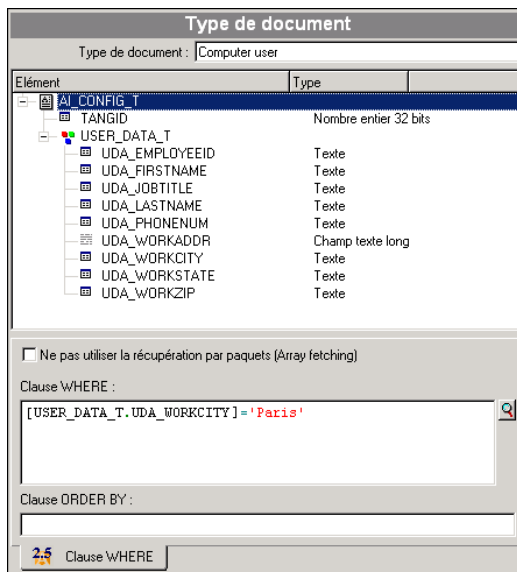 Type de document
Type de document : Computer user
Elément Type
AI_CONFIG_T
TANGID Nombre entier 32 bits
USER_DATA_T
UDA_EMPLOYEEID Texte
UDA_FIRSTNAME Texte
UDA_JOBTITLE Texte
UDA_LASTNAME Texte
UDA_PHONENUM Texte
UDA_WORKADDR Champ texte long
UDA_WORKCITY Texte
UDA_WORKSTATE Texte
UDA_WORKZIP Texte
Ne pas utiliser la récupération par paquets (Array fetching)
Clause WHERE :
[USER_DATA_T.UDA_WORKCITY]='Paris'
Clause ORDER BY :
2.5 Clause WHERE